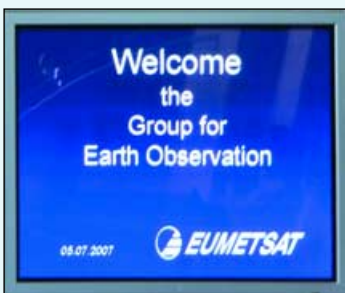 Welcome
the
Group for
Earth Observation
05.07.2007 EUMETSAT